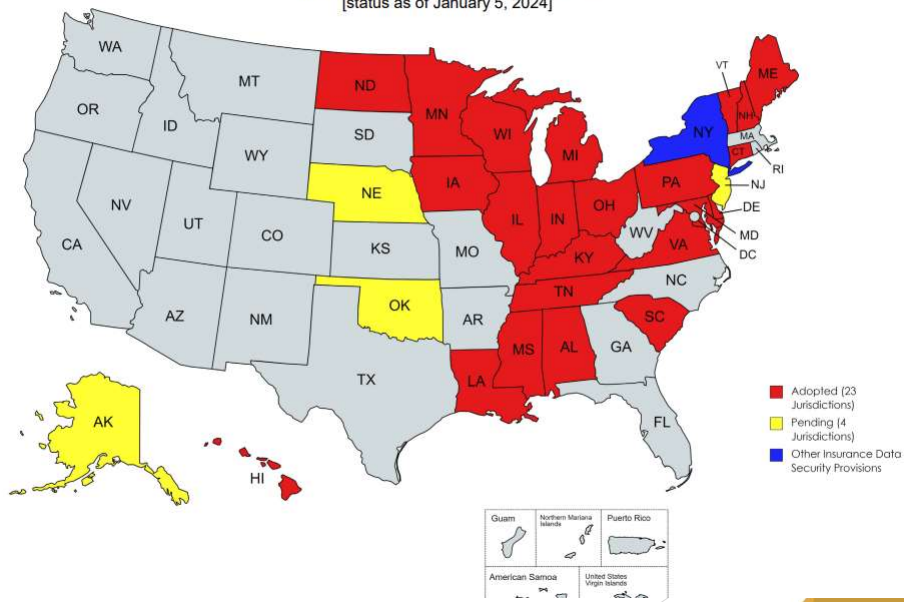 [status as of January 5, 2024]
WA
MT
ND
MN
VT
ME
OR
ID
SD
WI
MI
NY
NH
MA
CT
RI
WY
NE
IA
PA
NJ
NV
UT
CO
KS
MO
IL
IN
OH
WV
VA
DE
MD
DC
CA
KY
AZ
NM
OK
AR
TN
NC
SC
TX
LA
MS
AL
GA
FL
AK
HI
Adopted (23
Jurisdictions)
Pending (4
Jurisdictions)
Other Insurance Data
Security Provisions
Guam
Northern Mariana
Islands
Puerto Rico
American Samoa
United States
Virgin Islands